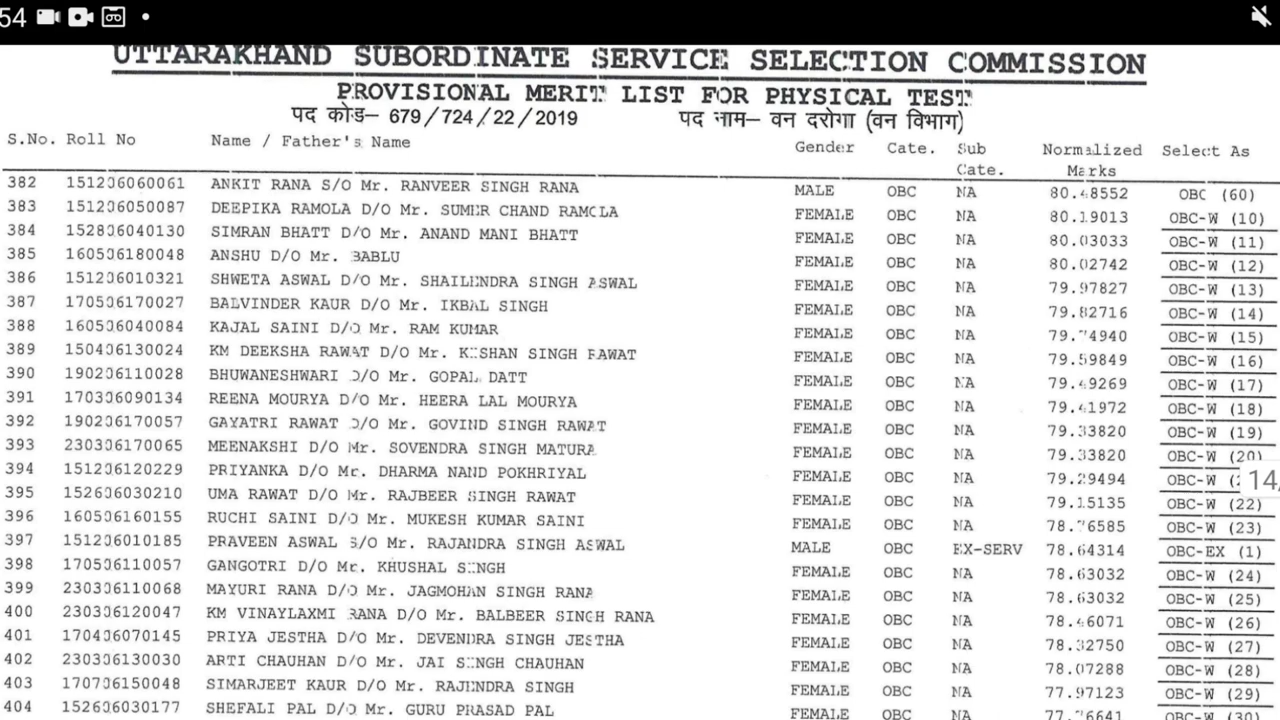 54
UTTARAKHAND SUBORDINATE SERVICE SELECTION COMMISSION
PROVISIONAL MERIT LIST FOR PHYSICAL TEST
पद कोड– 679/724/22/2019 पद नाम– वन दरोगा (वन विभाग)
S.No. Roll No Name / Father's Name Gender Cate. Sub Cate. Normalized Marks Select As
382 151206060061 ANKIT RANA S/O Mr. RANVEER SINGH RANA MALE OBC NA 80.48552 OBC (60)
383 151206050087 DEEPIKA RAMOLA D/O Mr. SUMER CHAND RAMOLA FEMALE OBC NA 80.19013 OBC-W (10)
384 152806040130 SIMRAN BHATT D/O Mr. ANAND MANI BHATT FEMALE OBC NA 80.03033 OBC-W (11)
385 160506180048 ANSHU D/O Mr. BABLU FEMALE OBC NA 80.02742 OBC-W (12)
386 151206010321 SHWETA ASWAL D/O Mr. SHAILENDRA SINGH ASWAL FEMALE OBC NA 79.97827 OBC-W (13)
387 170506170027 BALVINDER KAUR D/O Mr. IKBAL SINGH FEMALE OBC NA 79.82716 OBC-W (14)
388 160506040084 KAJAL SAINI D/O Mr. RAM KUMAR FEMALE OBC NA 79.74940 OBC-W (15)
389 150406130024 KM DEEKSHA RAWAT D/O Mr. KISHAN SINGH RAWAT FEMALE OBC NA 79.59849 OBC-W (16)
390 190206110028 BHUWANESHWARI D/O Mr. GOPAL DATT FEMALE OBC NA 79.49269 OBC-W (17)
391 170306090134 REENA MOURYA D/O Mr. HEERA LAL MOURYA FEMALE OBC NA 79.41972 OBC-W (18)
392 190206170057 GAYATRI RAWAT D/O Mr. GOVIND SINGH RAWAT FEMALE OBC NA 79.33820 OBC-W (19)
393 230306170065 MEENAKSHI D/O Mr. SOVENDRA SINGH MATURA FEMALE OBC NA 79.33820 OBC-W (20)
394 151206120229 PRIYANKA D/O Mr. DHARMA NAND POKHRIYAL FEMALE OBC NA 79.29494 OBC-W
14/
395 152606030210 UMA RAWAT D/O Mr. RAJBEER SINGH RAWAT FEMALE OBC NA 79.15135 OBC-W (22)
396 160506160155 RUCHI SAINI D/O Mr. MUKESH KUMAR SAINI FEMALE OBC NA 78.76585 OBC-W (23)
397 151206010185 PRAVEEN ASWAL S/O Mr. RAJANDRA SINGH ASWAL MALE OBC EX-SERV 78.64314 OBC-EX (1)
398 170506110057 GANGOTRI D/O Mr. KHUSHAL SINGH FEMALE OBC NA 78.63032 OBC-W (24)
399 230306110068 MAYURI RANA D/O Mr. JAGMOHAN SINGH RANA FEMALE OBC NA 78.63032 OBC-W (25)
400 230306120047 KM VINAYLAXMI RANA D/O Mr. BALBEER SINGH RANA FEMALE OBC NA 78.46071 OBC-W (26)
401 170406070145 PRIYA JESTHA D/O Mr. DEVENDRA SINGH JESTHA FEMALE OBC NA 78.32750 OBC-W (27)
402 230306130030 ARTI CHAUHAN D/O Mr. JAI SINGH CHAUHAN FEMALE OBC NA 78.07288 OBC-W (28)
403 170706150048 SIMARJEET KAUR D/O Mr. RAJENDRA SINGH FEMALE OBC NA 77.97123 OBC-W (29)
404 152606030177 SHEFALI PAL D/O Mr. GURU PRASAD PAL FEMALE OBC NA 77.76641 OBC-W (30)